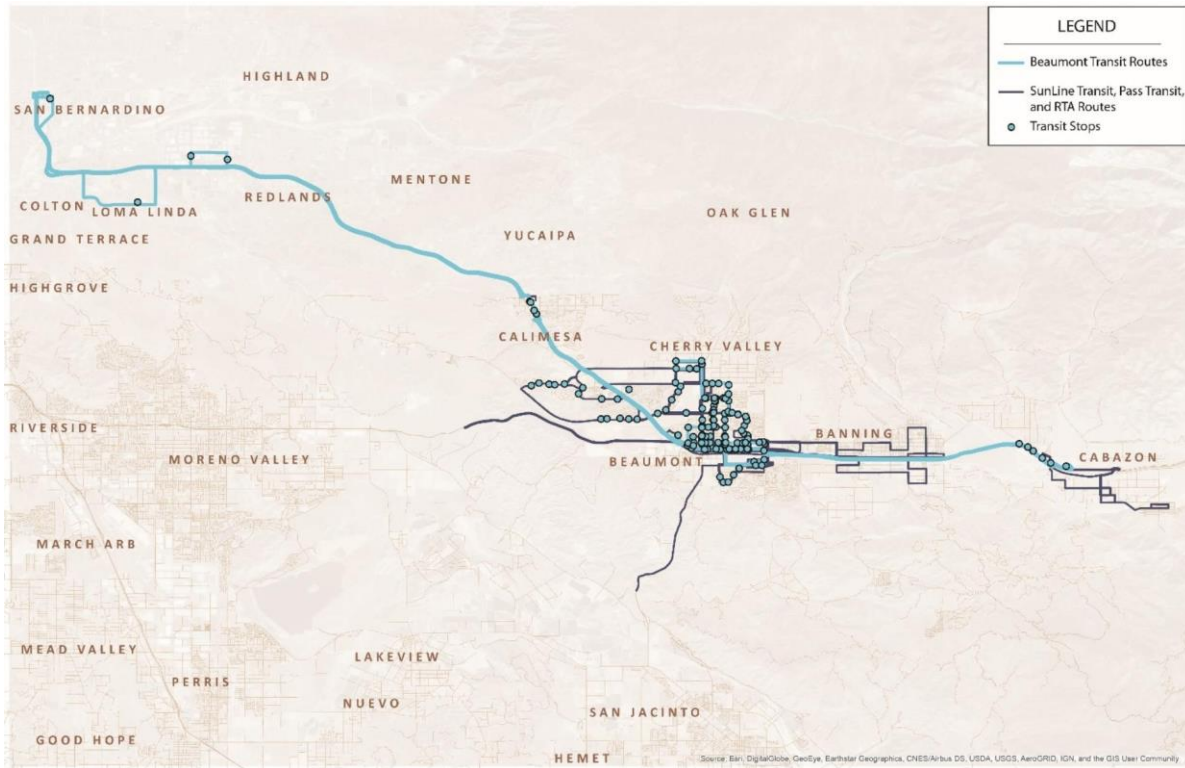 LEGEND
Beaumont Transit Routes
SunLine Transit, Pass Transit,
and RTA Routes
Transit Stops
HIGHLAND
SAN BERNARDINO
MENTONE
REDLANDS
COLTON
LOMA LINDA
OAK GLEN
GRAND TERRACE
YUCAIPA
HIGHGROVE
CALIMESA
CHERRY VALLEY
RIVERSIDE
BANNING
MORENO VALLEY
BEAUMONT
CABAZON
MARCH ARB
MEAD VALLEY
LAKEVIEW
PERRIS
NUEVO
SAN JACINTO
GOOD HOPE
HEMET
Source: Esri, DigitalGlobe, GeoEye, Earthstar Geographics, CNES/Airbus DS, USDA, USGS, AeroGRID, IGN, and the GIS User Community